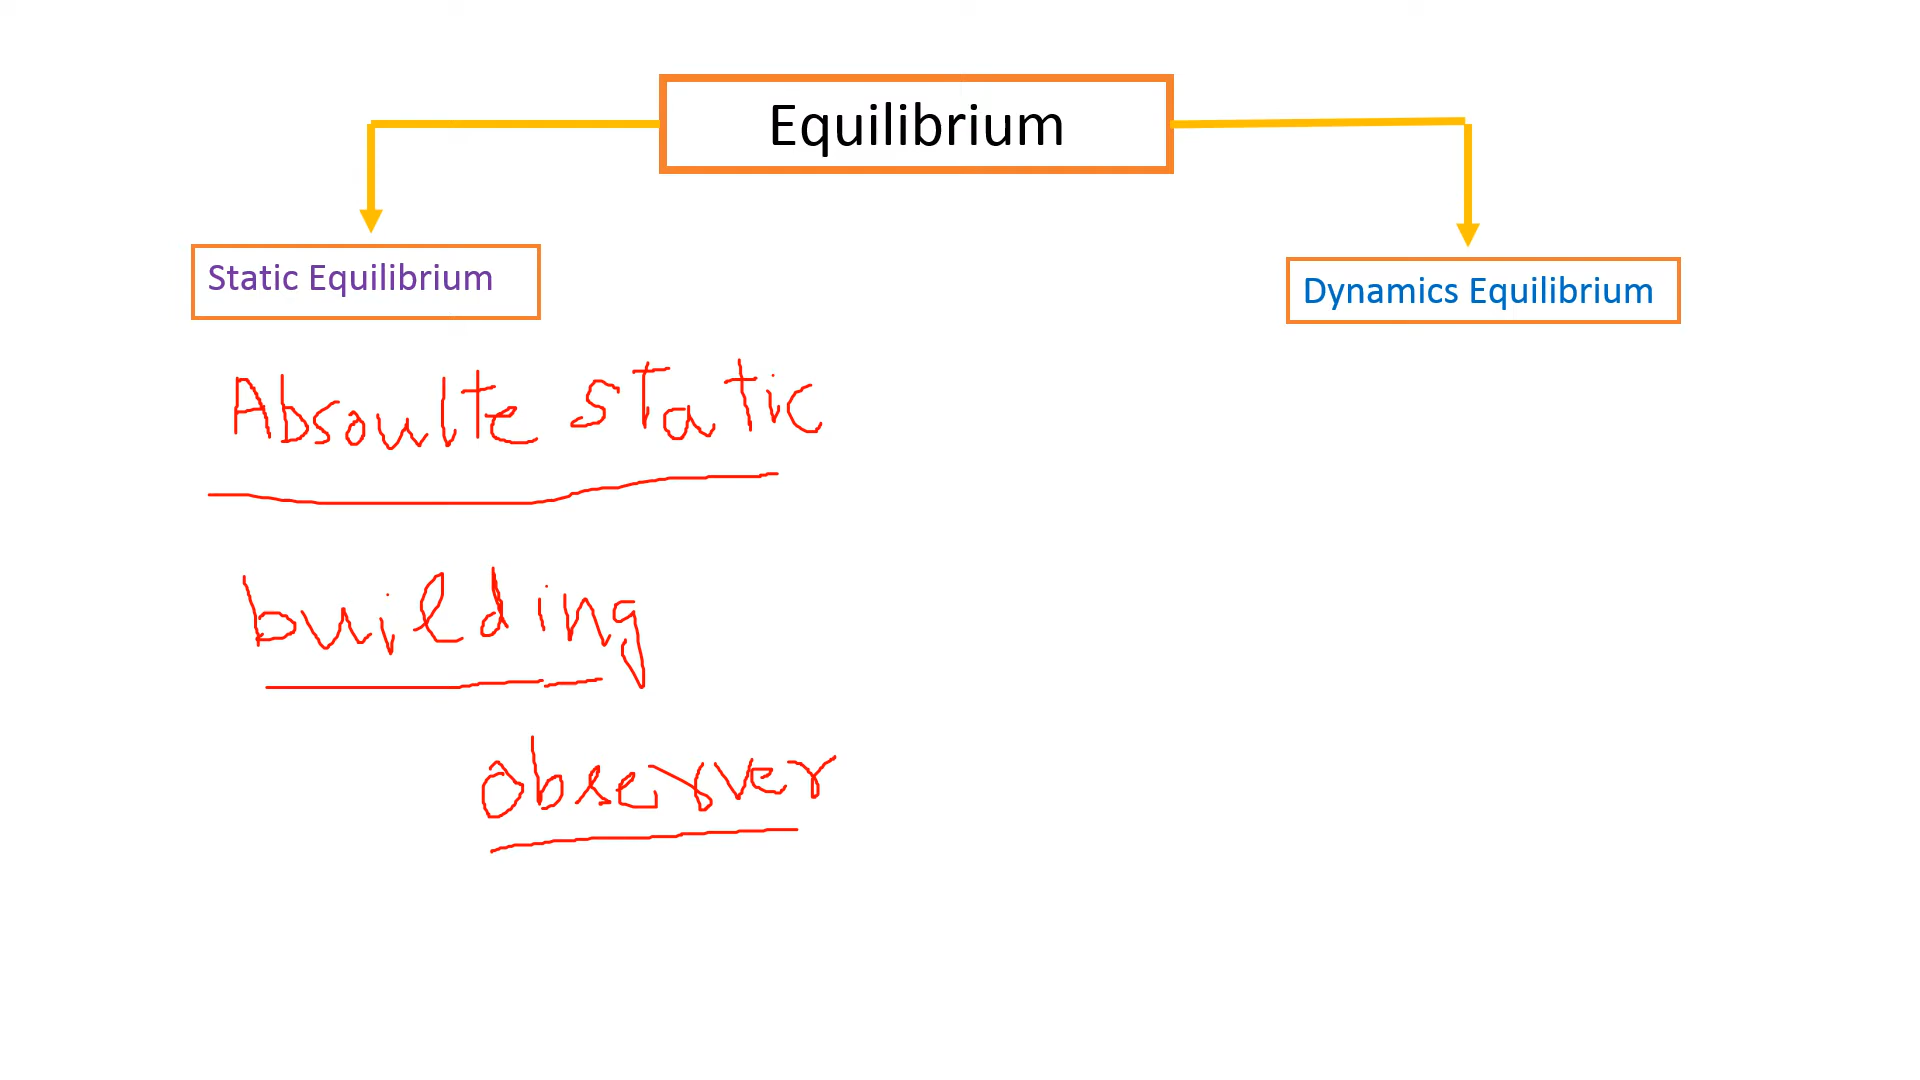 Equilibrium
Static Equilibrium
Dynamics Equilibrium
Absoulte static
building
observer